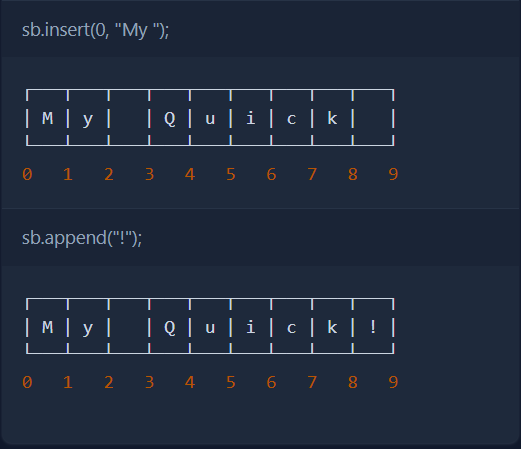 sb.insert(0, "My ");
| M | y |   | Q | u | i | c | k |   |
0 1 2 3 4 5 6 7 8 9
sb.append("!");
| M | y |   | Q | u | i | c | k | ! |
0 1 2 3 4 5 6 7 8 9